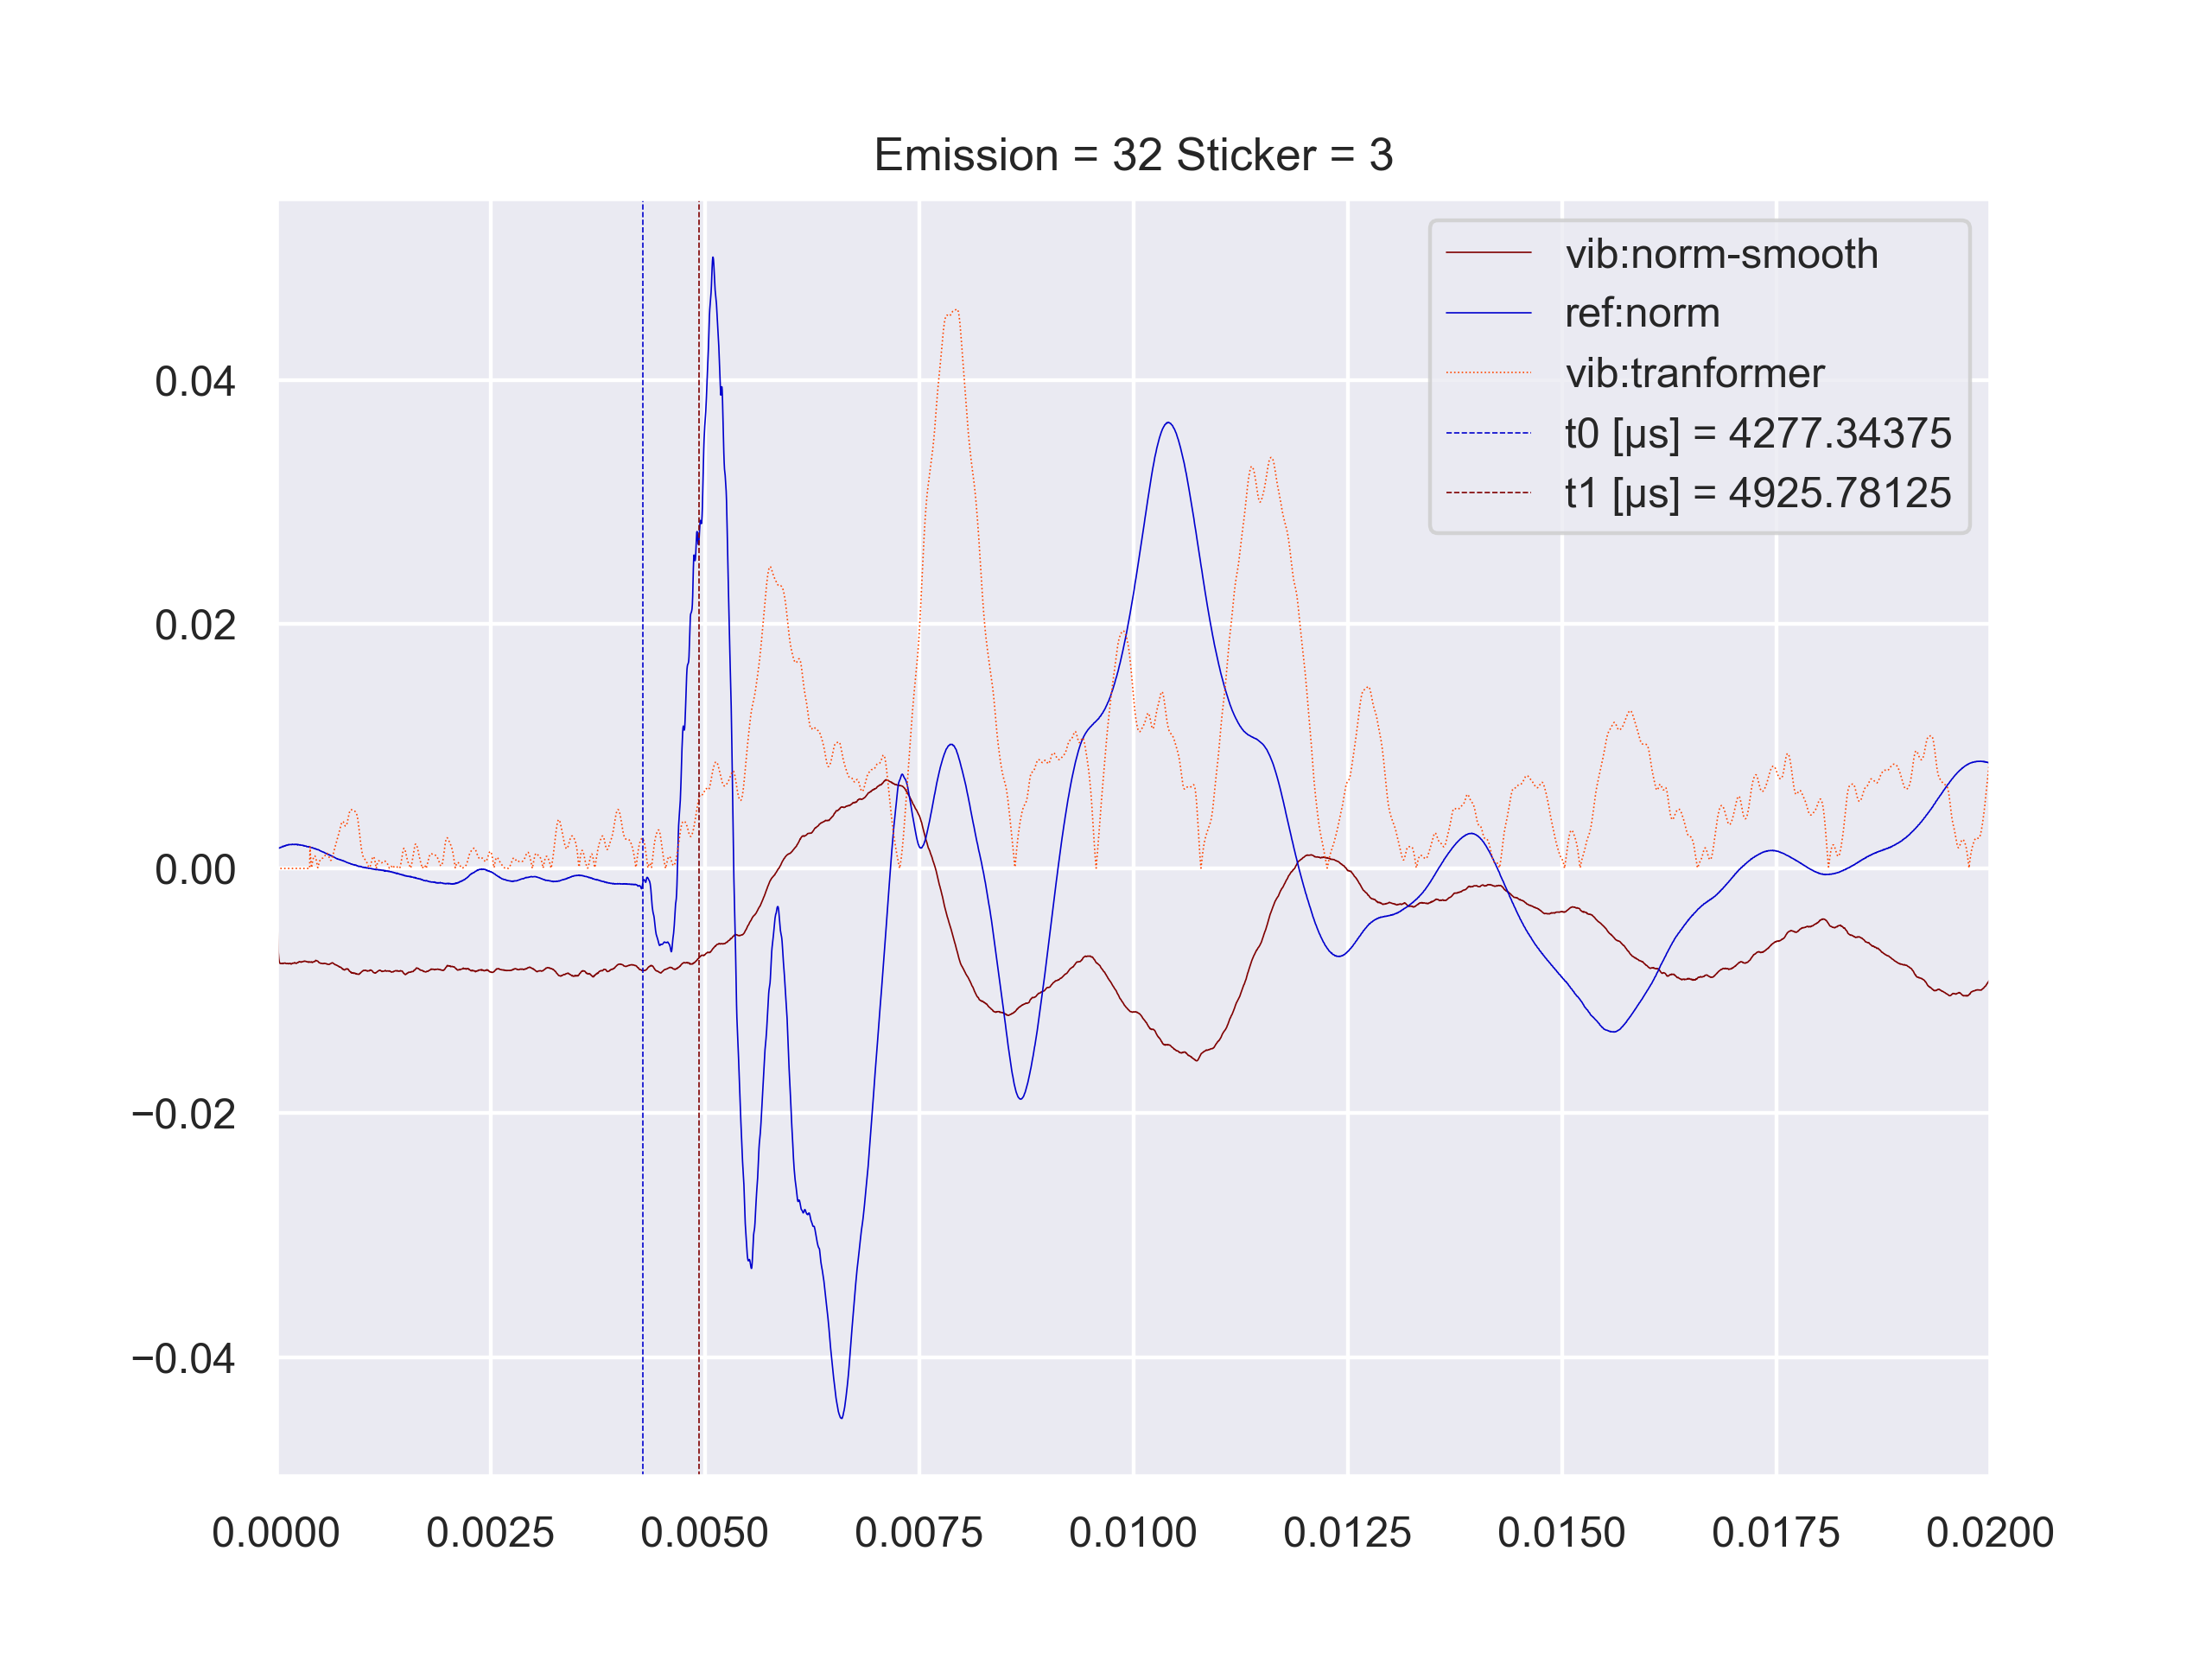 Emission = 32 Sticker = 3
vib:norm-smooth
ref:norm
vib:tranformer
t0 [µs] = 4277.34375
t1 [µs] = 4925.78125
0.04
0.02
0.00
−0.02
−0.04
0.0000 0.0025 0.0050 0.0075 0.0100 0.0125 0.0150 0.0175 0.0200